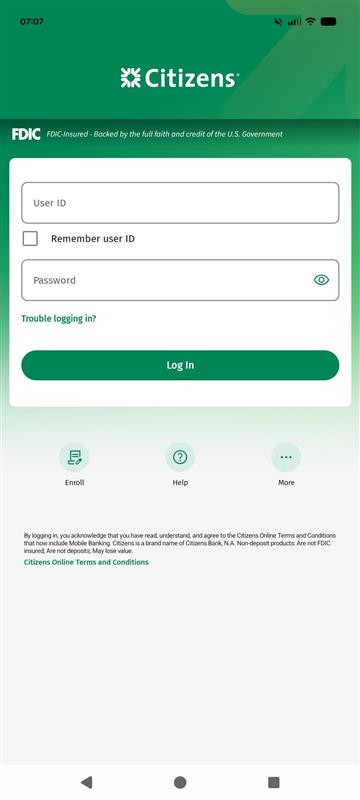 07:07
Citizens
FDIC FDIC-Insured - Backed by the full faith and credit of the U.S. Government
User ID
Remember user ID
Password
Trouble logging in?
Log In
Enroll Help More
By logging in, you acknowledge that you have read, understand, and agree to the Citizens Online Terms and Conditions
that now include Mobile Banking. Citizens is a brand name of Citizens Bank, N.A. Non-deposit products: Are not FDIC
insured; Are not deposits; May lose value.
Citizens Online Terms and Conditions